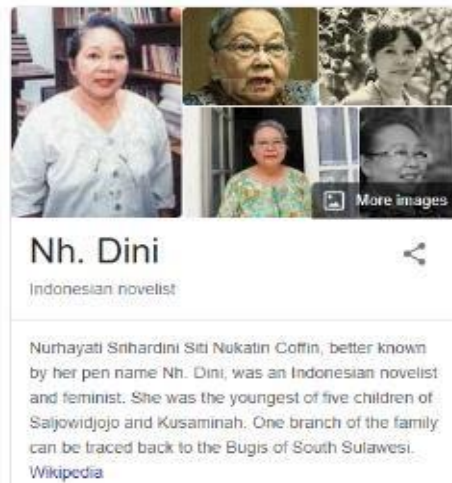 More images
Nh. Dini
Indonesian novelist
Nurhayati Srihardini Siti Nukatin Coffin, better known
by her pen name Nh. Dini, was an Indonesian novelist
and feminist. She was the youngest of five children of
Saljowidjojo and Kusaminah. One branch of the family
can be traced back to the Bugis of South Sulawesi.
Wikipedia